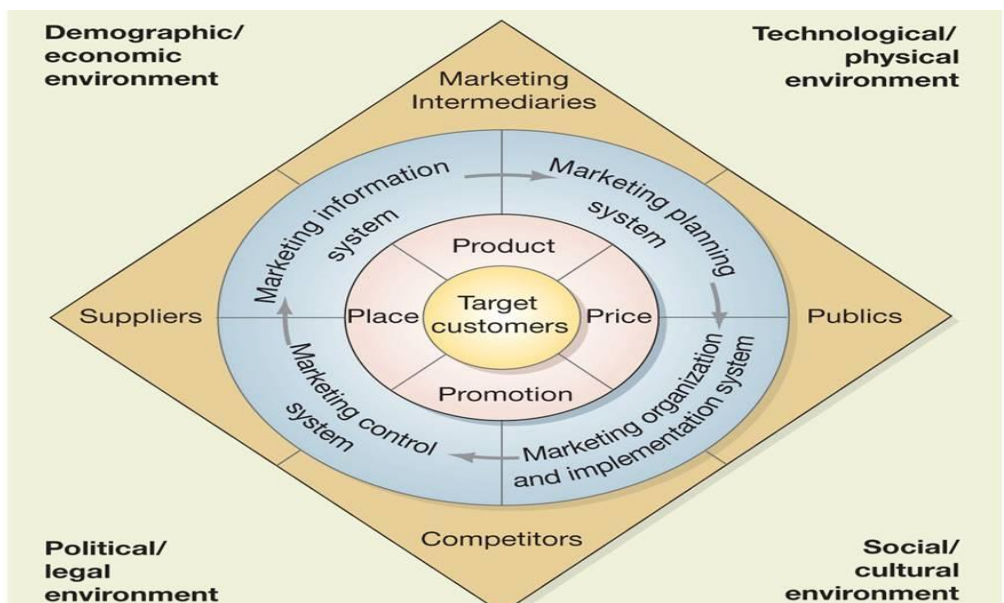 Demographic/
economic
environment
Technological/
physical
environment
Marketing
Intermediaries
Marketing information
system
Marketing planning
system
Product
Suppliers
Place
Target
customers
Price
Publics
Promotion
Marketing control
system
Marketing organization
and implementation system
Competitors
Political/
legal
environment
Social/
cultural
environment